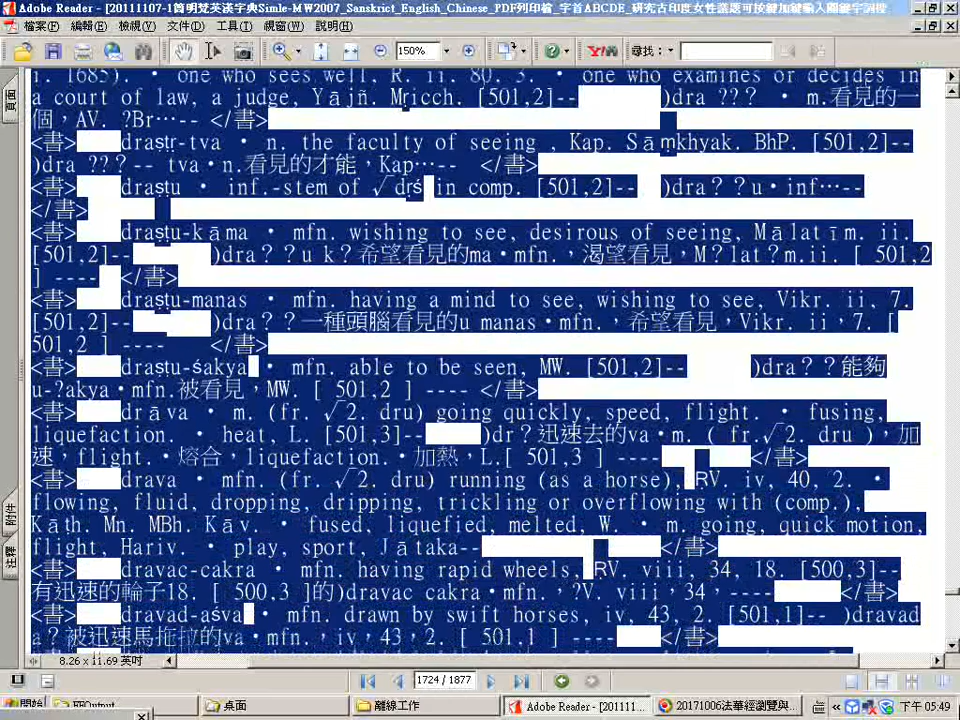 Adobe Reader - [20111107-1簡明梵英漢字典Simle-MW2007_Sanskrict_English_Chinese_PDF列印檔_字首ABCDE_研究古印度女性議題可按鍵加鍵輸入關鍵字詞搜
檔案(F) 編輯(E) 檢視(V) 文件(D) 工具(T) 視窗(W) 說明(H)
150% 尋找：
i. 1685). • one who sees well, R. ii. 80, 3. • one who examines or decides in
a court of law, a judge, Yājñ. Mṛicch. [501,2]-- )dra ??? • m.看見的一
個，AV. ?Br…-- </書>
<書> draṣṭṛ-tva • n. the faculty of seeing , Kap. Sāṃkhyak. BhP. [501,2]--
)dra ???-- tva•n.看見的才能，Kap…-- </書>
<書> draṣṭu • inf.-stem of √dṛś in comp. [501,2]-- )dra？？u•inf…--
</書>
<書> draṣṭu-kāma • mfn. wishing to see, desirous of seeing, Mālatīm. ii.
[501,2]-- )dra？？u k？希望看見的ma•mfn.，渴望看見，M？lat？m.ii. [ 501,2
] ---- </書>
<書> draṣṭu-manas • mfn. having a mind to see, wishing to see, Vikr. ii, 7.
[501,2]-- )dra？？一種頭腦看見的u manas•mfn.，希望看見，Vikr. ii，7. [
501,2 ] ---- </書>
<書> draṣṭu-śakya • mfn. able to be seen, MW. [501,2]-- )dra？？能夠
u-?akya•mfn.被看見，MW. [ 501,2 ] ---- </書>
<書> drāva • m. (fr. √2. dru) going quickly, speed, flight. • fusing,
liquefaction. • heat, L. [501,3]-- )dr？迅速去的va•m. ( fr.√2. dru )，加
速，flight.•熔合，liquefaction.•加熱，L.[ 501,3 ] ---- </書>
<書> drava • mfn. (fr. √2. dru) running (as a horse), RV. iv, 40, 2. •
flowing, fluid, dropping, dripping, trickling or overflowing with (comp.),
Kāṭh. Mn. MBh. Kāv. • fused, liquefied, melted, W. • m. going, quick motion,
flight, Hariv. • play, sport, Jātaka-- </書>
<書> dravac-cakra • mfn. having rapid wheels, RV. viii, 34, 18. [500,3]--
有迅速的輪子18. [ 500,3 ]的)dravac cakra•mfn.，?V. viii，34，---- </書>
<書> dravad-aśva • mfn. drawn by swift horses, iv, 43, 2. [501,1]-- )dravad
a？被迅速馬拖拉的va•mfn.，iv，43，2. [ 501,1 ] ---- </書>
頁面
附件
注釋
8.26 x 11.69 英吋
1724 / 1877
開始 FFOutput 桌面 離線工作 Adobe Reader - [201111... 20171006法華經瀏覽與... 下午 05:49